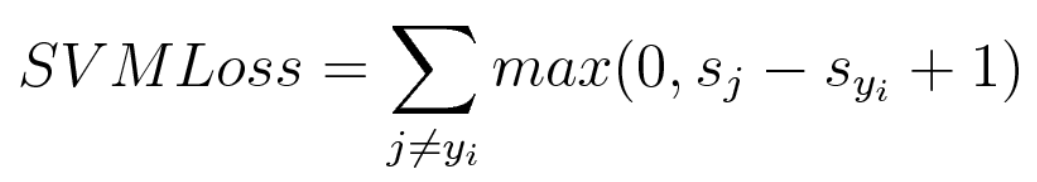 SVMLoss = ∑ max(0, s_j − s_{y_i} + 1)
j≠y_i